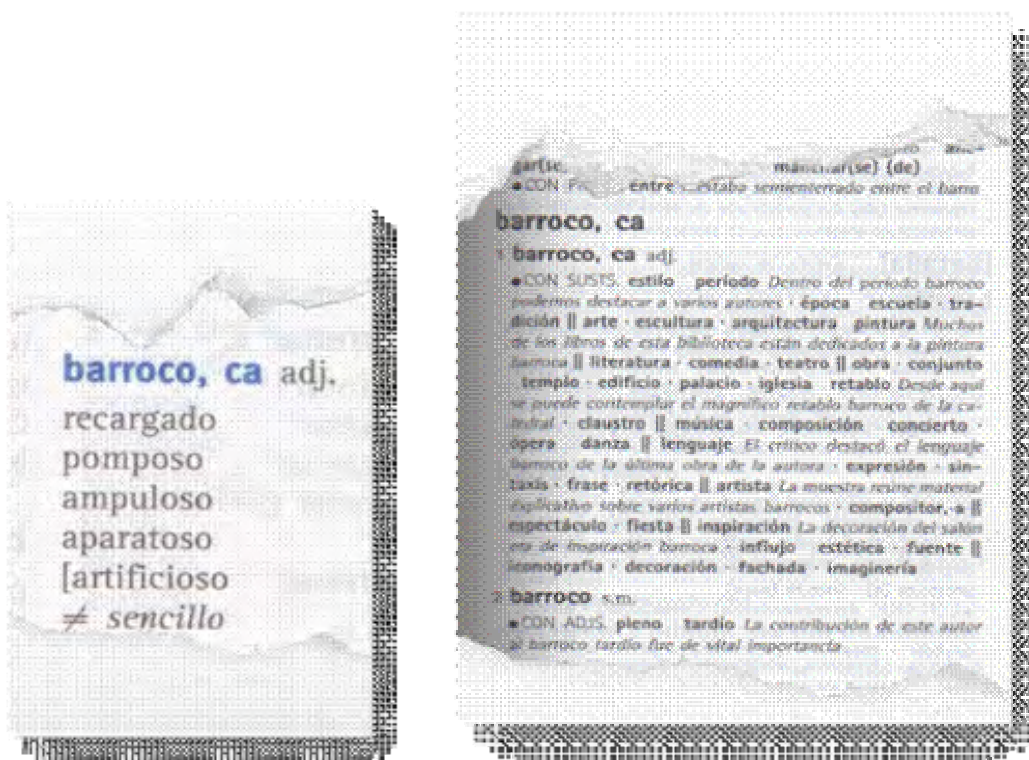 barroco, ca adj.
recargado
pomposo
ampuloso
aparatoso
[artificioso
≠ sencillo
gar(se, manchar(se) (de)
●CON entre estaba sementerrado entre el barro
barroco, ca
1 barroco, ca adj.
●CON SUSTS. estilo · período Dentro del período barroco
podemos destacar a varios autores · época · escuela · tra-
dición || arte · escultura · arquitectura · pintura Muchos
de los libros de esta biblioteca están dedicados a la pintura
barroca || literatura · comedia · teatro || obra · conjunto
· templo · edificio · palacio · iglesia · retablo Desde aquí
se puede contemplar el magnífico retablo barroco de la ca-
tedral · claustro || música · composición · concierto ·
ópera · danza || lenguaje El crítico destacó el lenguaje
barroco de la última obra de la autora · expresión · sin-
taxis · frase · retórica || artista La muestra reúne material
explicativo sobre varios artistas barrocos · compositor,-a ||
espectáculo · fiesta || inspiración La decoración del salón
era de inspiración barroca · influjo · estética · fuente ||
iconografía · decoración · fachada · imaginería
2 barroco s.m.
●CON ADJS. pleno · tardío La contribución de este autor
al barroco tardío fue de vital importancia